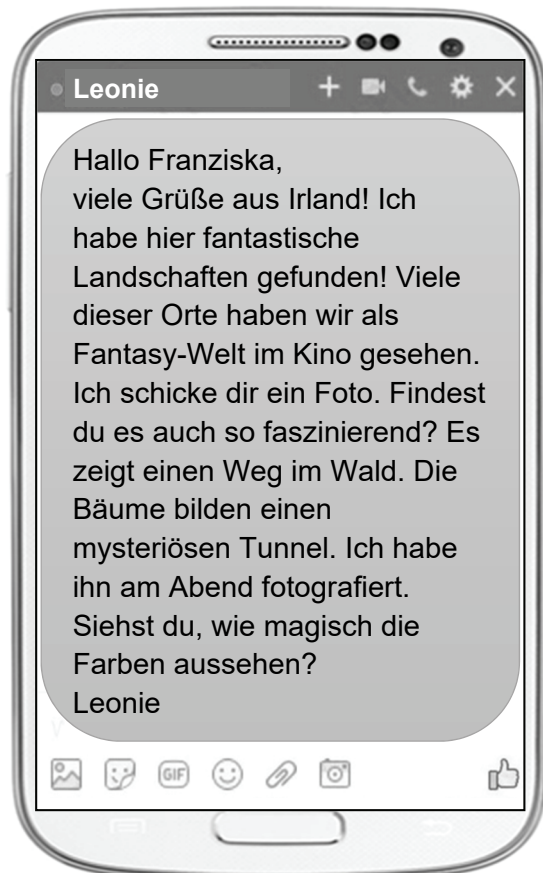 Leonie
Hallo Franziska,
viele Grüße aus Irland! Ich
habe hier fantastische
Landschaften gefunden! Viele
dieser Orte haben wir als
Fantasy-Welt im Kino gesehen.
Ich schicke dir ein Foto. Findest
du es auch so faszinierend? Es
zeigt einen Weg im Wald. Die
Bäume bilden einen
mysteriösen Tunnel. Ich habe
ihn am Abend fotografiert.
Siehst du, wie magisch die
Farben aussehen?
Leonie
GIF